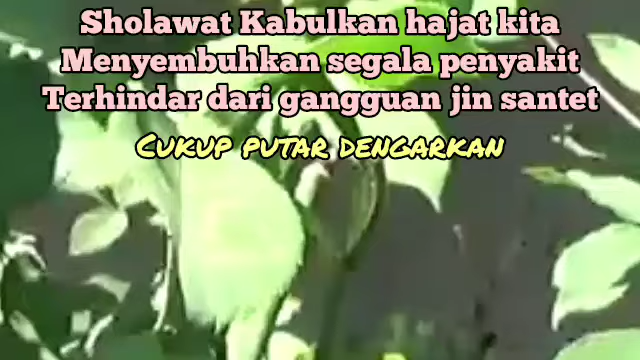 Sholawat Kabulkan hajat kita
Menyembuhkan segala penyakit
Terhindar dari gangguan jin santet
Cukup putar dengarkan